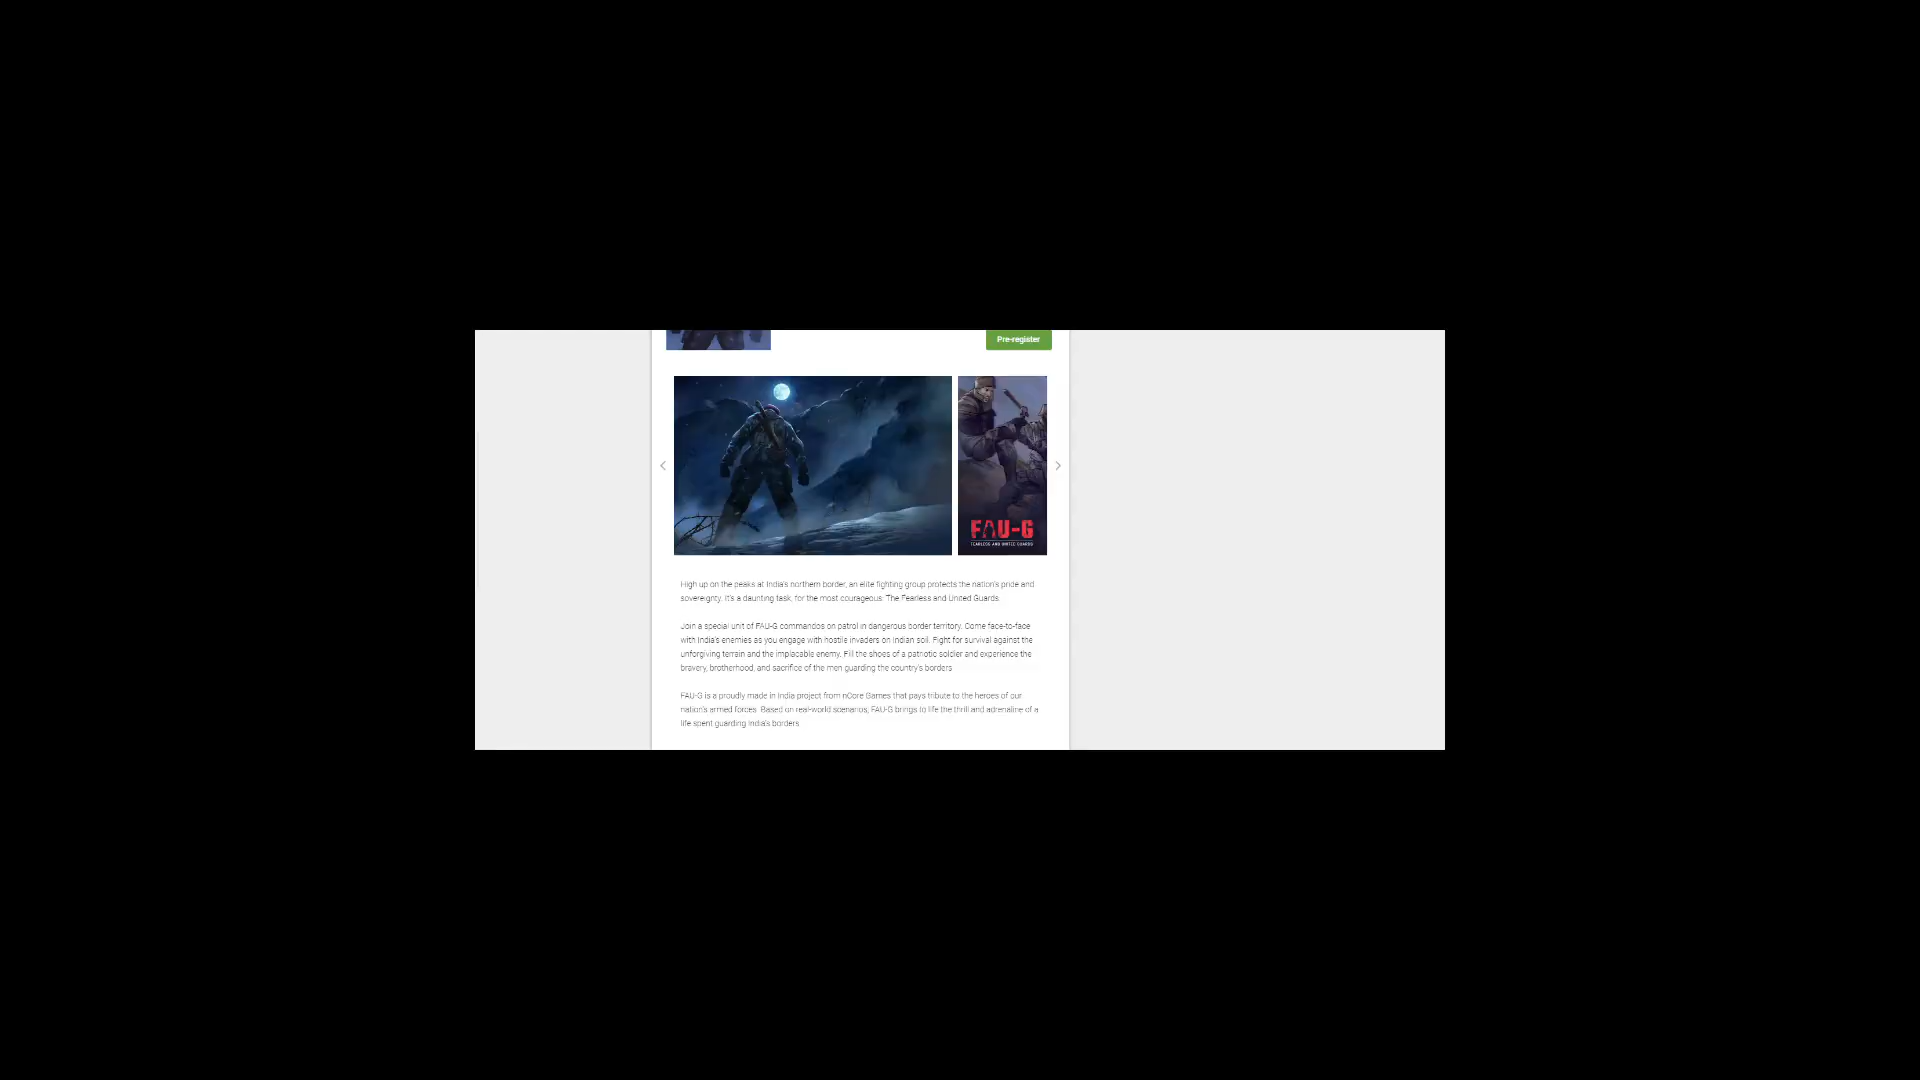 Pre-register
FAU-G
FEARLESS AND UNITED GUARDS
High up on the peaks at India's northern border, an elite fighting group protects the nation's pride and
sovereignty. It's a daunting task, for the most courageous: The Fearless and United Guards.
Join a special unit of FAU-G commandos on patrol in dangerous border territory. Come face-to-face
with India's enemies as you engage with hostile invaders on Indian soil. Fight for survival against the
unforgiving terrain and the implacable enemy. Fill the shoes of a patriotic soldier and experience the
bravery, brotherhood, and sacrifice of the men guarding the country's borders
FAU-G is a proudly made in India project from nCore Games that pays tribute to the heroes of our
nation's armed forces. Based on real-world scenarios, FAU-G brings to life the thrill and adrenaline of a
life spent guarding India's borders